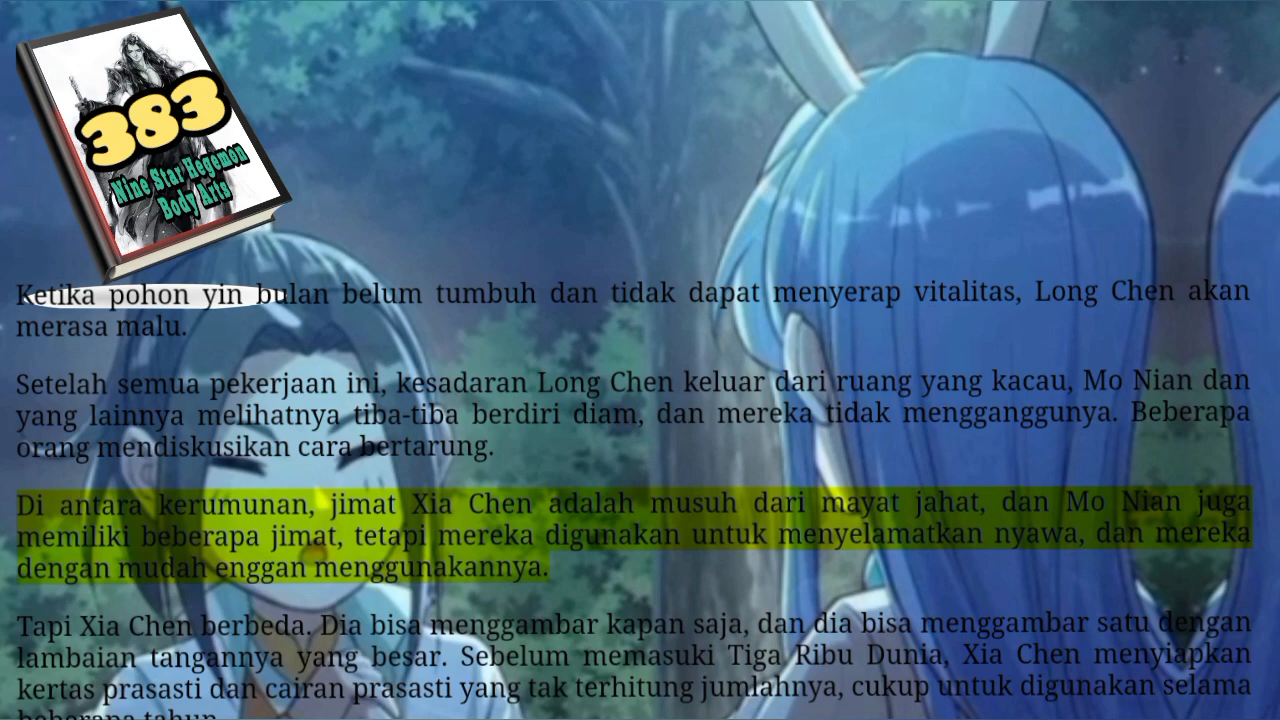 383
Nine Star Hegemon
Body Arts
Ketika pohon yin bulan belum tumbuh dan tidak dapat menyerap vitalitas, Long Chen akan
merasa malu.
Setelah semua pekerjaan ini, kesadaran Long Chen keluar dari ruang yang kacau, Mo Nian dan
yang lainnya melihatnya tiba-tiba berdiri diam, dan mereka tidak mengganggunya. Beberapa
orang mendiskusikan cara bertarung.
Di antara kerumunan, jimat Xia Chen adalah musuh dari mayat jahat, dan Mo Nian juga
memiliki beberapa jimat, tetapi mereka digunakan untuk menyelamatkan nyawa, dan mereka
dengan mudah enggan menggunakannya.
Tapi Xia Chen berbeda. Dia bisa menggambar kapan saja, dan dia bisa menggambar satu dengan
lambaian tangannya yang besar. Sebelum memasuki Tiga Ribu Dunia, Xia Chen menyiapkan
kertas prasasti dan cairan prasasti yang tak terhitung jumlahnya, cukup untuk digunakan selama
beberapa tahun.